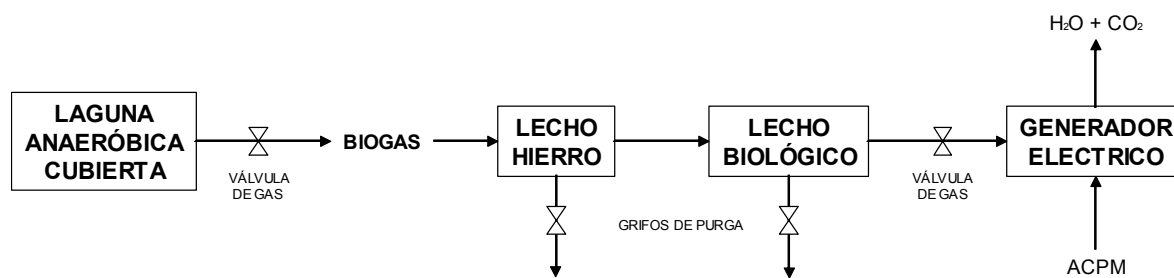 H2O + CO2
LAGUNA
ANAERÓBICA
CUBIERTA
VÁLVULA
DE GAS
BIOGAS
LECHO
HIERRO
LECHO
BIOLÓGICO
VÁLVULA
DE GAS
GENERADOR
ELECTRICO
GRIFOS DE PURGA
ACPM